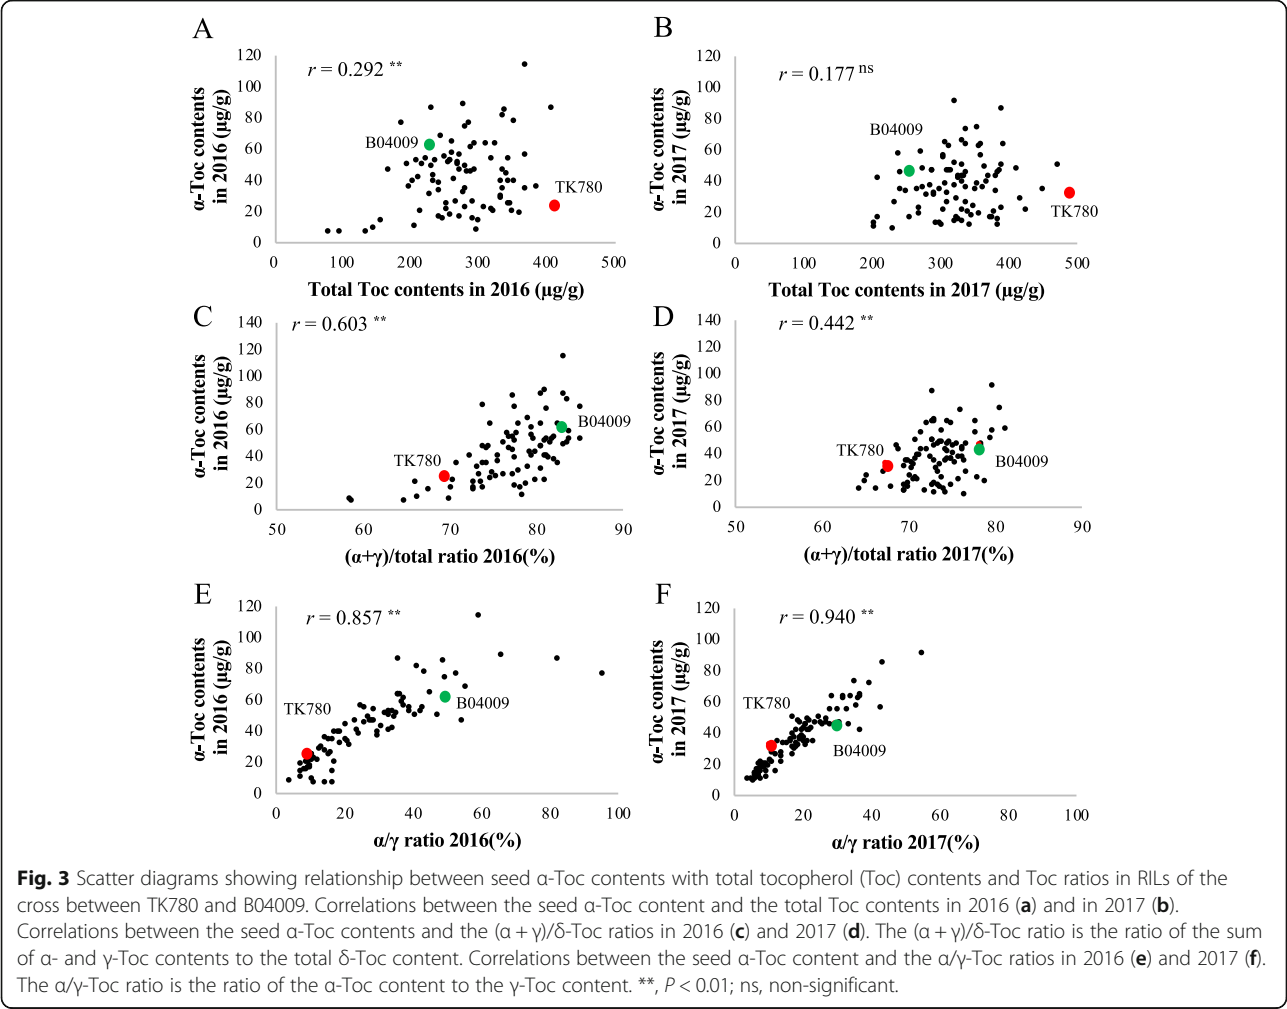 A
α-Toc contents
in 2016 (μg/g)
120
100
80
60
40
20
0
r = 0.292 **
B04009
TK780
0 100 200 300 400 500
Total Toc contents in 2016 (μg/g)
B
α-Toc contents
in 2017 (μg/g)
120
100
80
60
40
20
0
r = 0.177 ns
B04009
TK780
0 100 200 300 400 500
Total Toc contents in 2017 (μg/g)
C
α-Toc contents
in 2016 (μg/g)
140
120
100
80
60
40
20
0
r = 0.603 **
B04009
TK780
50 60 70 80 90
(α+γ)/total ratio 2016(%)
D
α-Toc contents
in 2017 (μg/g)
140
120
100
80
60
40
20
0
r = 0.442 **
TK780
B04009
50 60 70 80 90
(α+γ)/total ratio 2017(%)
E
α-Toc contents
in 2016 (μg/g)
120
100
80
60
40
20
0
r = 0.857 **
TK780
B04009
0 20 40 60 80 100
α/γ ratio 2016(%)
F
α-Toc contents
in 2017 (μg/g)
120
100
80
60
40
20
0
r = 0.940 **
TK780
B04009
0 20 40 60 80 100
α/γ ratio 2017(%)
Fig. 3 Scatter diagrams showing relationship between seed α-Toc contents with total tocopherol (Toc) contents and Toc ratios in RILs of the
cross between TK780 and B04009. Correlations between the seed α-Toc content and the total Toc contents in 2016 (a) and in 2017 (b).
Correlations between the seed α-Toc contents and the (α + γ)/δ-Toc ratios in 2016 (c) and 2017 (d). The (α + γ)/δ-Toc ratio is the ratio of the sum
of α- and γ-Toc contents to the total δ-Toc content. Correlations between the seed α-Toc content and the α/γ-Toc ratios in 2016 (e) and 2017 (f).
The α/γ-Toc ratio is the ratio of the α-Toc content to the γ-Toc content. **, P < 0.01; ns, non-significant.